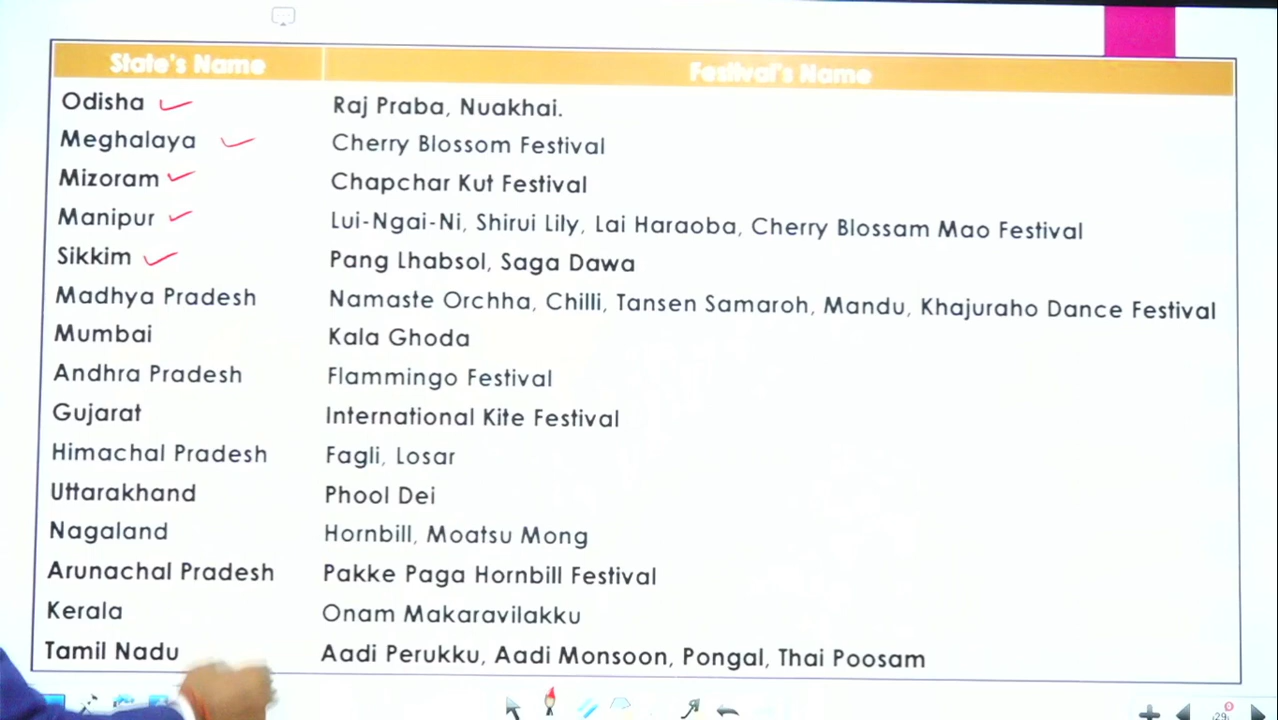 State's Name Festival's Name
Odisha Raj Praba, Nuakhai.
Meghalaya Cherry Blossom Festival
Mizoram Chapchar Kut Festival
Manipur Lui-Ngai-Ni, Shirui Lily, Lai Haraoba, Cherry Blossam Mao Festival
Sikkim Pang Lhabsol, Saga Dawa
Madhya Pradesh Namaste Orchha, Chilli, Tansen Samaroh, Mandu, Khajuraho Dance Festival
Mumbai Kala Ghoda
Andhra Pradesh Flammingo Festival
Gujarat International Kite Festival
Himachal Pradesh Fagli, Losar
Uttarakhand Phool Dei
Nagaland Hornbill, Moatsu Mong
Arunachal Pradesh Pakke Paga Hornbill Festival
Kerala Onam Makaravilakku
Tamil Nadu Aadi Perukku, Aadi Monsoon, Pongal, Thai Poosam
29